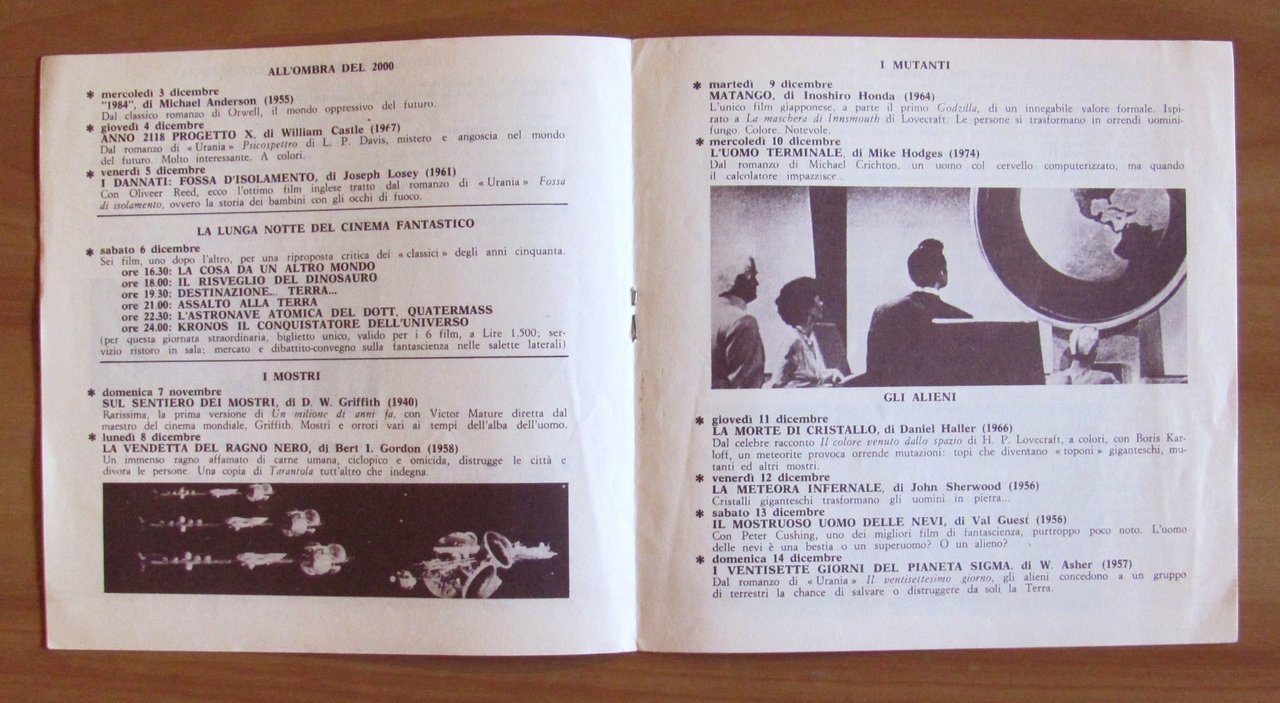 ALL'OMBRA DEL 2000
* mercoledì 3 dicembre
"1984", di Michael Anderson (1955)
Dal classico romanzo di Orwell, il mondo oppressivo del futuro.
* giovedì 4 dicembre
ANNO 2118 PROGETTO X, di William Castle (1967)
Dal romanzo di «Urania» Psicospettro di L. P. Davis, mistero e angoscia nel mondo
del futuro. Molto interessante. A colori.
* venerdì 5 dicembre
I DANNATI: FOSSA D'ISOLAMENTO, di Joseph Losey (1961)
Con Oliveer Reed, ecco l'ottimo film inglese tratto dal romanzo di «Urania» Fossa
di isolamento, ovvero la storia dei bambini con gli occhi di fuoco.
LA LUNGA NOTTE DEL CINEMA FANTASTICO
* sabato 6 dicembre
Sei film, uno dopo l'altro, per una riproposta critica dei «classici» degli anni cinquanta.
ore 16.30: LA COSA DA UN ALTRO MONDO
ore 18.00: IL RISVEGLIO DEL DINOSAURO
ore 19.30: DESTINAZIONE... TERRA...
ore 21.00: ASSALTO ALLA TERRA
ore 22.30: L'ASTRONAVE ATOMICA DEL DOTT. QUATERMASS
ore 24.00: KRONOS IL CONQUISTATORE DELL'UNIVERSO
(per questa giornata straordinaria, biglietto unico, valido per i 6 film, a Lire 1.500; ser-
vizio ristoro in sala; mercato e dibattito-convegno sulla fantascienza nelle salette laterali)
I MOSTRI
* domenica 7 novembre
SUL SENTIERO DEI MOSTRI, di D. W. Griffith (1940)
Rarissima, la prima versione di Un milione di anni fa, con Victor Mature diretta dal
maestro del cinema mondiale, Griffith. Mostri e orrori vari ai tempi dell'alba dell'uomo.
* lunedì 8 dicembre
LA VENDETTA DEL RAGNO NERO, di Bert I. Gordon (1958)
Un immenso ragno affamato di carne umana, ciclopico e omicida, distrugge le città e
divora le persone. Una copia di Tarantola tutt'altro che indegna.
I MUTANTI
* martedì 9 dicembre
MATANGO, di Inoshiro Honda (1964)
L'unico film giapponese, a parte il primo Godzilla, di un innegabile valore formale. Ispi-
rato a La maschera di Innsmouth di Lovecraft. Le persone si trasformano in orrendi uomini-
fungo. Colore. Notevole.
* mercoledì 10 dicembre
L'UOMO TERMINALE, di Mike Hodges (1974)
Dal romanzo di Michael Crichton, un uomo col cervello computerizzato, ma quando
il calcolatore impazzisce...
GLI ALIENI
* giovedì 11 dicembre
LA MORTE DI CRISTALLO, di Daniel Haller (1966)
Dal celebre racconto Il colore venuto dallo spazio di H. P. Lovecraft, a colori, con Boris Kar-
loff, un meteorite provoca orrende mutazioni: topi che diventano «toponi» giganteschi, mu-
tanti ed altri mostri.
* venerdì 12 dicembre
LA METEORA INFERNALE, di John Sherwood (1956)
Cristalli giganteschi trasformano gli uomini in pietra...
* sabato 13 dicembre
IL MOSTRUOSO UOMO DELLE NEVI, di Val Guest (1956)
Con Peter Cushing, uno dei migliori film di fantascienza, purtroppo poco noto. L'uomo
delle nevi è una bestia o un superuomo? O un alieno?
* domenica 14 dicembre
I VENTISETTE GIORNI DEL PIANETA SIGMA, di W. Asher (1957)
Dal romanzo di «Urania» Il ventisettesimo giorno, gli alieni concedono a un gruppo
di terrestri la chance di salvare o distruggere da soli la Terra.